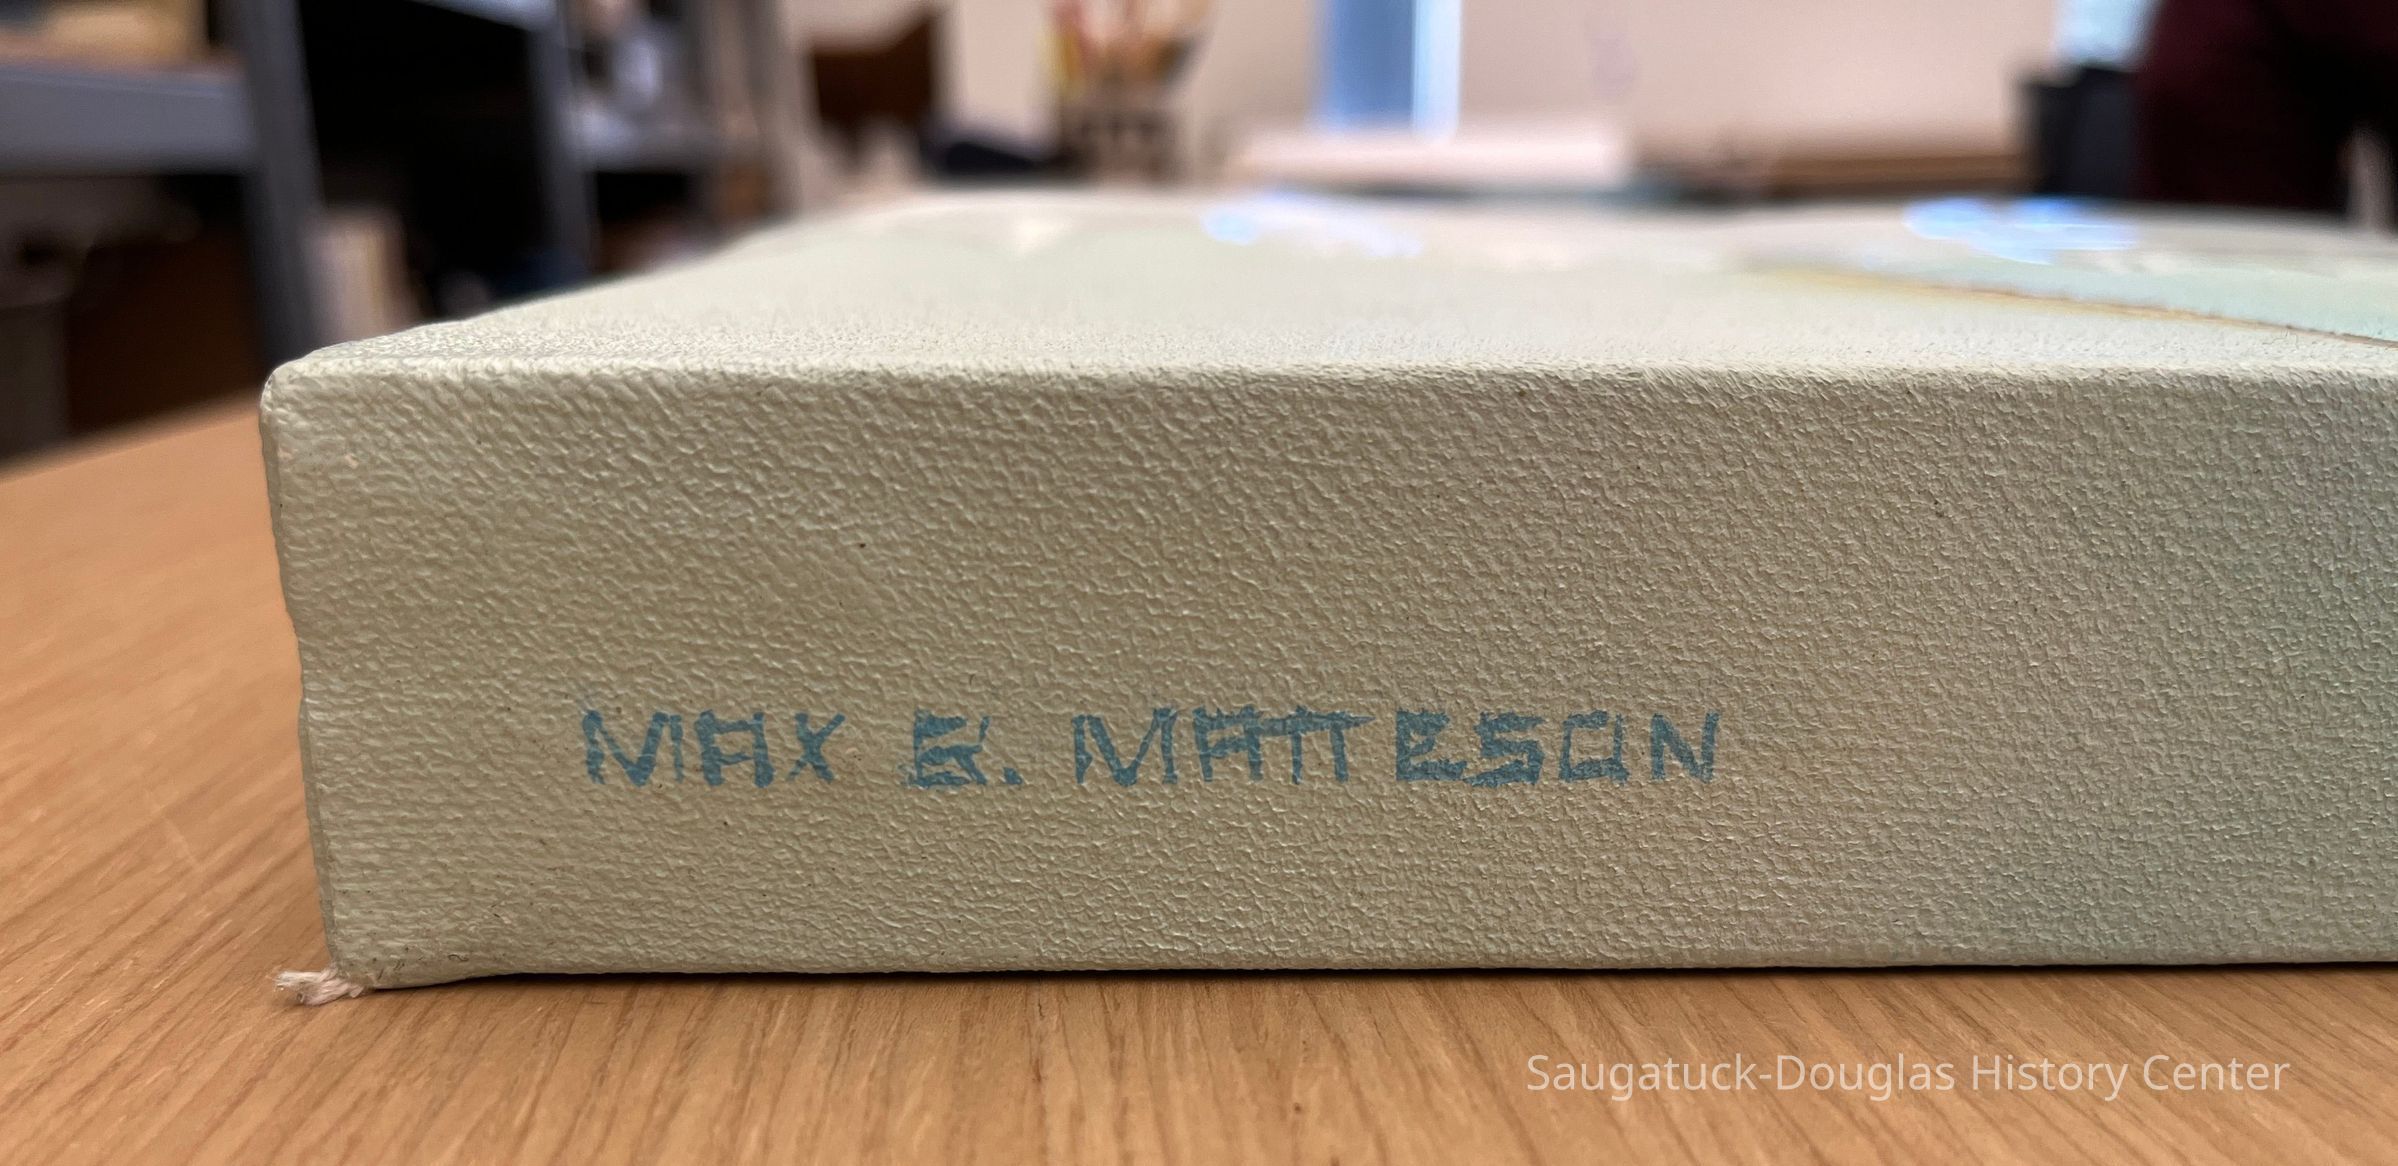 MAX B. MATTESON
Saugatuck-Douglas History Center